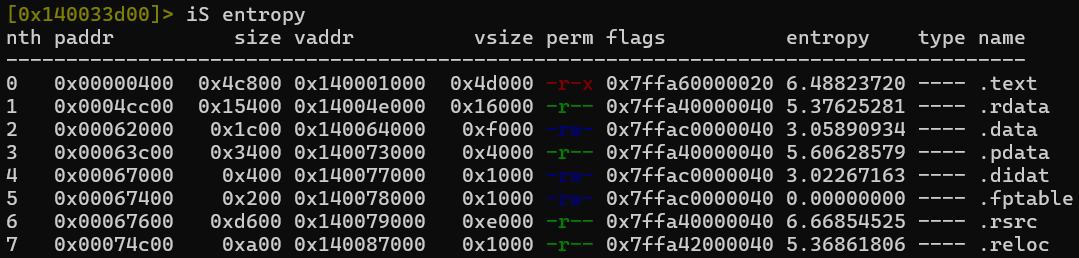 [0x140033d00]> iS entropy
nth paddr size vaddr vsize perm flags entropy type name
0 0x00000400 0x4c800 0x140001000 0x4d000 -r-x 0x7ffa60000020 6.48823720 ---- .text
1 0x0004cc00 0x15400 0x14004e000 0x16000 -r-- 0x7ffa40000040 5.37625281 ---- .rdata
2 0x00062000 0x1c00 0x140064000 0xf000 -rw- 0x7ffac0000040 3.05890934 ---- .data
3 0x00063c00 0x3400 0x140073000 0x4000 -r-- 0x7ffa40000040 5.60628579 ---- .pdata
4 0x00067000 0x400 0x140077000 0x1000 -rw- 0x7ffac0000040 3.02267163 ---- .didat
5 0x00067400 0x200 0x140078000 0x1000 -rw- 0x7ffac0000040 0.00000000 ---- .fptable
6 0x00067600 0xd600 0x140079000 0xe000 -r-- 0x7ffa40000040 6.66854525 ---- .rsrc
7 0x00074c00 0xa00 0x140087000 0x1000 -r-- 0x7ffa42000040 5.36861806 ---- .reloc